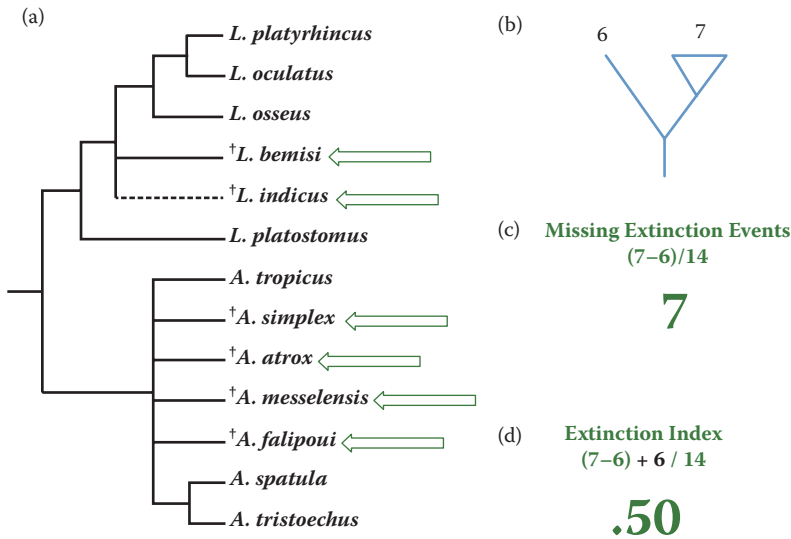 (a)
L. platyrhincus
L. oculatus
L. osseus
†L. bemisi
†L. indicus
L. platostomus
A. tropicus
†A. simplex
†A. atrox
†A. messelensis
†A. falipoui
A. spatula
A. tristoechus
(b)
6 7
(c) Missing Extinction Events
(7–6)/14
7
(d) Extinction Index
(7–6) + 6 / 14
.50